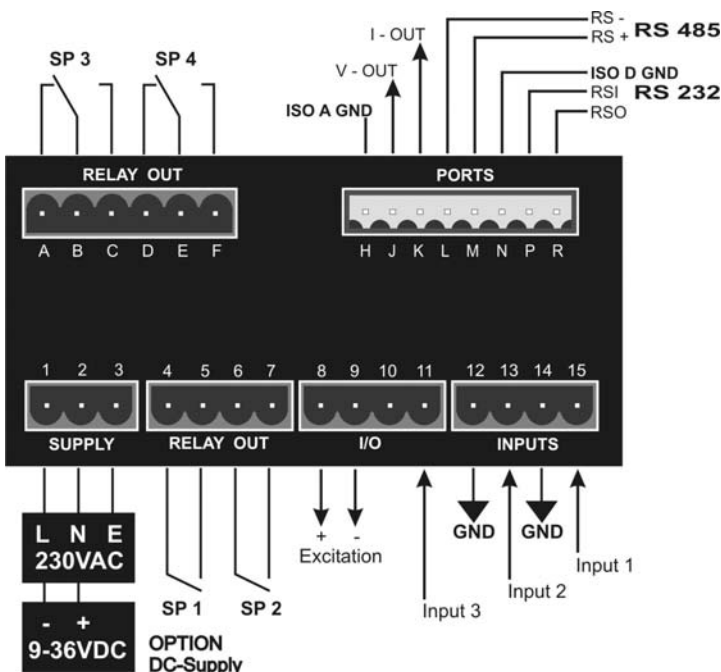 RS -
I - OUT
RS + RS 485
SP 3 SP 4
V - OUT
ISO D GND
RSI RS 232
ISO A GND
RSO
RELAY OUT PORTS
A B C D E F H J K L M N P R
1 2 3 4 5 6 7 8 9 10 11 12 13 14 15
SUPPLY RELAY OUT I/O INPUTS
L N E
230VAC
+ -
Excitation
GND GND
Input 1
Input 2
Input 3
SP 1 SP 2
- +
9-36VDC
OPTION
DC-Supply